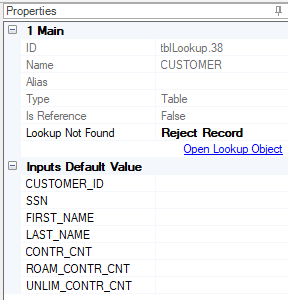 Properties
1 Main
ID tblLookup.38
Name CUSTOMER
Alias
Type Table
Is Reference False
Lookup Not Found Reject Record
Open Lookup Object
Inputs Default Value
CUSTOMER_ID
SSN
FIRST_NAME
LAST_NAME
CONTR_CNT
ROAM_CONTR_CNT
UNLIM_CONTR_CNT